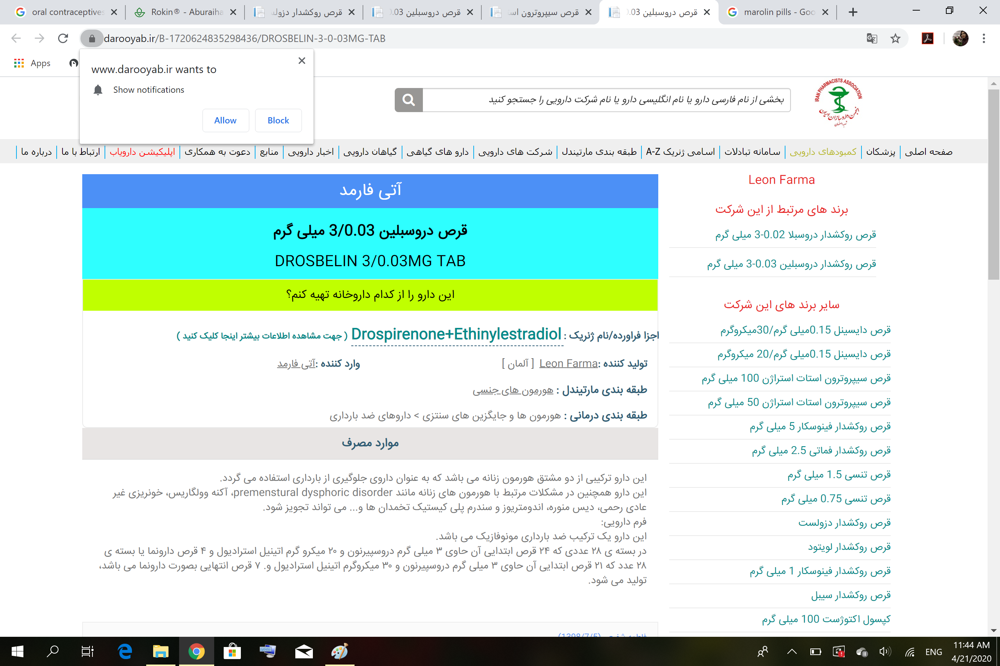 oral contraceptives
Rokin® - Aburaiha
قرص روکشدار دزول
قرص دروسبلین 0.03
قرص سیپروترون است
قرص دروسبلین 0.03
marolin pills - Goo
darooyab.ir/B-1720624835298436/DROSBELIN-3-0-03MG-TAB
Apps
www.darooyab.ir wants to
Show notifications
Allow
Block
بخشی از نام فارسی دارو یا نام انگلیسی دارو یا نام شرکت دارویی را جستجو کنید
IRAN PHARMACISTS ASSOCIATION
انجمن داروسازان ایران
شعبه اصفهان
صفحه اصلی
پزشکان
کمبودهای دارویی
سامانه تبادلات
اسامی ژنریک A-Z
طبقه بندی مارتیندل
شرکت های دارویی
دارو های گیاهی
گیاهان دارویی
اخبار دارویی
منابع
دعوت به همکاری
اپلیکیشن دارویاب
ارتباط با ما
درباره ما
آتی فارمد
قرص دروسبلین 3/0.03 میلی گرم
DROSBELIN 3/0.03MG TAB
این دارو را از کدام داروخانه تهیه کنم؟
اجزا فراورده/نام ژنریک : Drospirenone+Ethinylestradiol ( جهت مشاهده اطلاعات بیشتر اینجا کلیک کنید )
تولید کننده :Leon Farma [ آلمان ]
وارد کننده :آتی فارمد
طبقه بندی مارتیندل : هورمون های جنسی
طبقه بندی درمانی : هورمون ها و جایگزین های سنتزی > داروهای ضد بارداری
موارد مصرف
این دارو ترکیبی از دو مشتق هورمون زنانه می باشد که به عنوان داروی جلوگیری از بارداری استفاده می گردد.
این دارو همچنین در مشکلات مرتبط با هورمون های زنانه مانند premenstural dysphoric disorder، آکنه وولگاریس، خونریزی غیر
عادی رحمی، دیس منوره، اندومتریوز و سندرم پلی کیستیک تخمدان ها و... می تواند تجویز شود.
فرم دارویی:
این دارو یک ترکیب ضد بارداری مونوفازیک می باشد.
در بسته ی ۲۸ عددی که ۲۴ قرص ابتدایی آن حاوی ۳ میلی گرم دروسپیرنون و ۲۰ میکرو گرم اتینیل استرادیول و ۴ قرص دارونما یا بسته ی
۲۸ عدد که ۲۱ قرص ابتدایی آن حاوی ۳ میلی گرم دروسپیرنون و ۳۰ میکروگرم اتینیل استرادیول و. ۷ قرص انتهایی بصورت دارونما می باشد،
تولید می شود.
(1398/7/5)
Leon Farma
برند های مرتبط از این شرکت
قرص روکشدار دروسبلا 0.02-3 میلی گرم
قرص روکشدار دروسبلین 0.03-3 میلی گرم
سایر برند های این شرکت
قرص دایسینل 0.15میلی گرم/30میکروگرم
قرص دایسینل 0.15میلی گرم/20 میکروگرم
قرص سیپروترون استات استراژن 100 میلی گرم
قرص سیپروترون استات استراژن 50 میلی گرم
قرص روکشدار فینوسکار 5 میلی گرم
قرص روکشدار فماتی 2.5 میلی گرم
قرص تنسی 1.5 میلی گرم
قرص تنسی 0.75 میلی گرم
قرص روکشدار دزولست
قرص روکشدار لویتود
قرص روکشدار فینوسکار 1 میلی گرم
قرص روکشدار سیبل
کپسول اکتوژست 100 میلی گرم
ENG
11:44 AM
4/21/2020